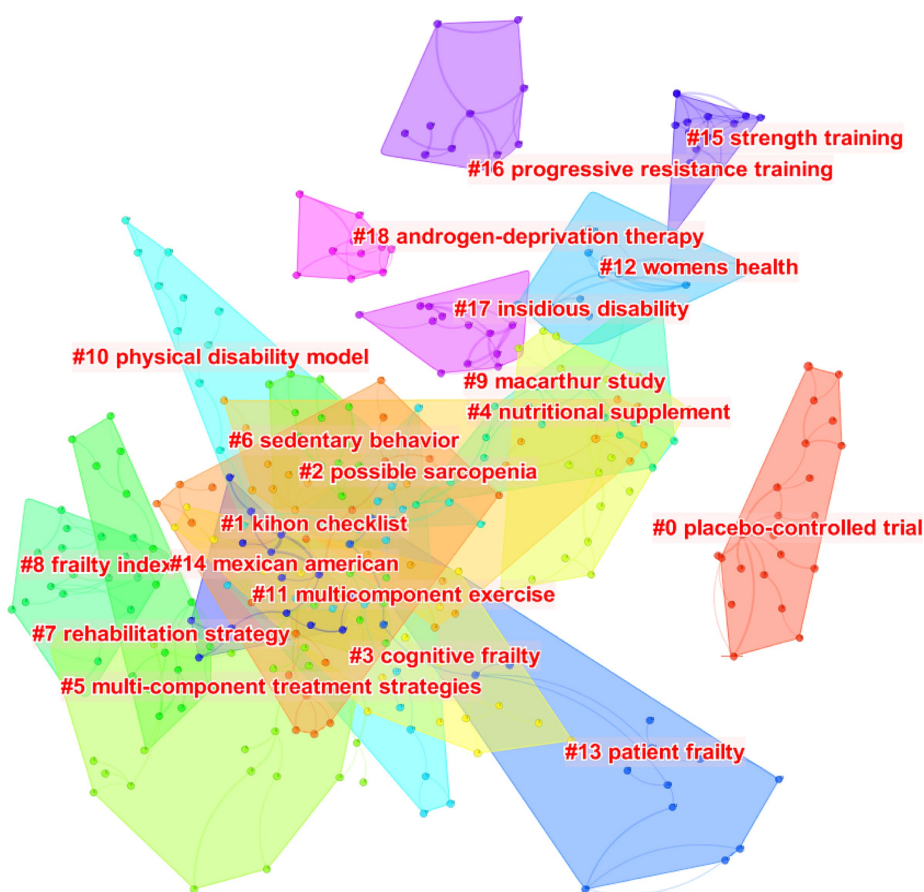 #15 strength training
#16 progressive resistance training
#18 androgen-deprivation therapy
#12 womens health
#17 insidious disability
#10 physical disability model
#9 macarthur study
#4 nutritional supplement
#6 sedentary behavior
#2 possible sarcopenia
#1 kihon checklist
#0 placebo-controlled trial
#8 frailty index
#14 mexican american
#11 multicomponent exercise
#7 rehabilitation strategy
#3 cognitive frailty
#5 multi-component treatment strategies
#13 patient frailty